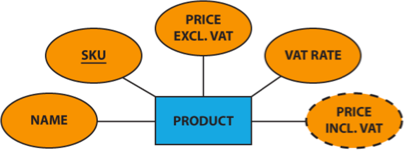 PRICE
EXCL. VAT
SKU
VAT RATE
NAME
PRODUCT
PRICE
INCL. VAT